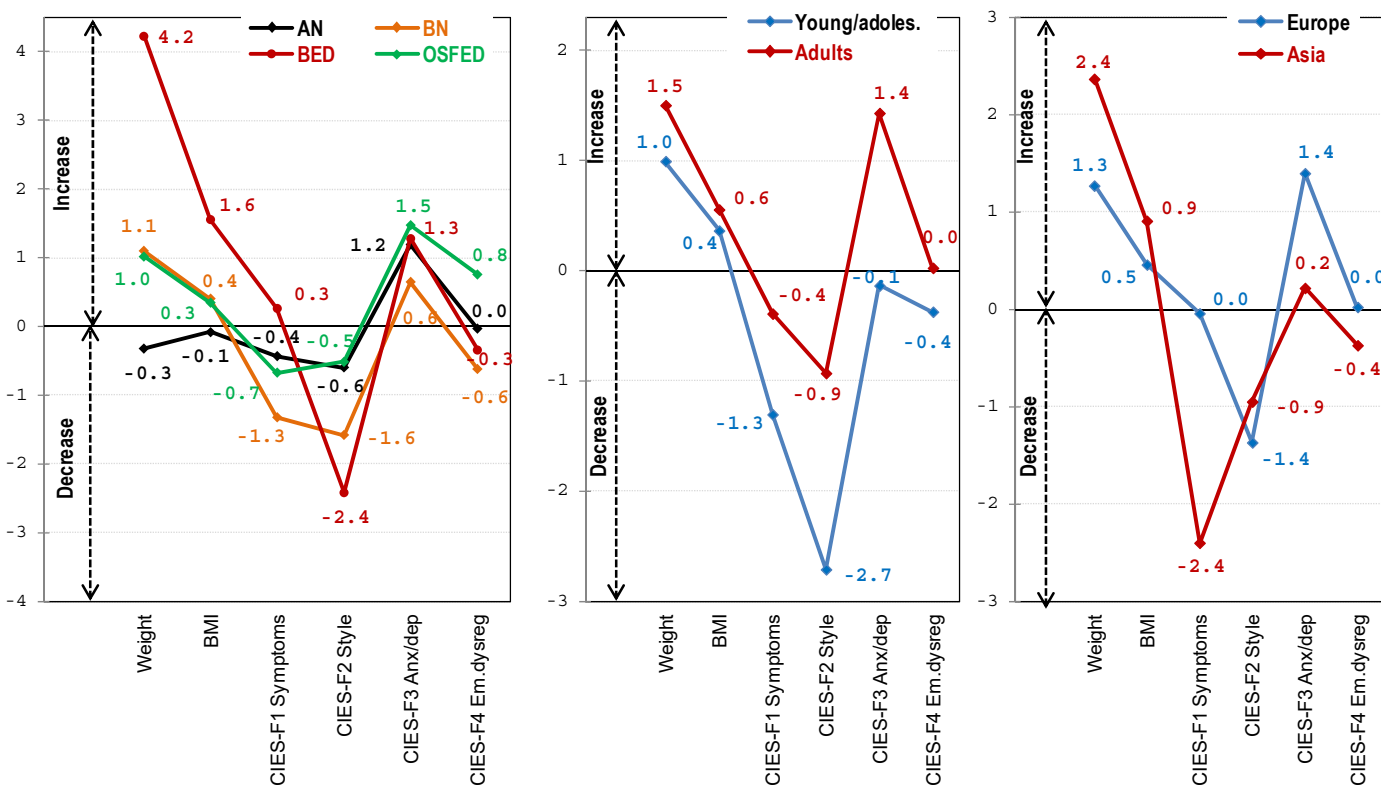 AN
BN
BED
OSFED
4
3
2
1
0
-1
-2
-3
-4
Increase
Decrease
4.2
1.6
1.1
1.0
0.4
0.3
-0.3
-0.1
0.3
-0.4
-0.7
-1.3
-0.5
-0.6
-1.6
-2.4
1.5
1.3
1.2
0.6
0.8
0.0
-0.3
-0.6
Weight
BMI
CIES-F1 Symptoms
CIES-F2 Style
CIES-F3 Anx/dep
CIES-F4 Em.dysreg
Young/adoles.
Adults
2
1
0
-1
-2
-3
Increase
Decrease
1.5
1.0
0.6
0.4
-0.4
-1.3
-0.9
-2.7
1.4
-0.1
0.0
-0.4
Weight
BMI
CIES-F1 Symptoms
CIES-F2 Style
CIES-F3 Anx/dep
CIES-F4 Em.dysreg
Europe
Asia
3
2
1
0
-1
-2
-3
Increase
Decrease
2.4
1.3
0.9
0.5
0.0
-2.4
-0.9
-1.4
1.4
0.2
0.0
-0.4
Weight
BMI
CIES-F1 Symptoms
CIES-F2 Style
CIES-F3 Anx/dep
CIES-F4 Em.dysreg